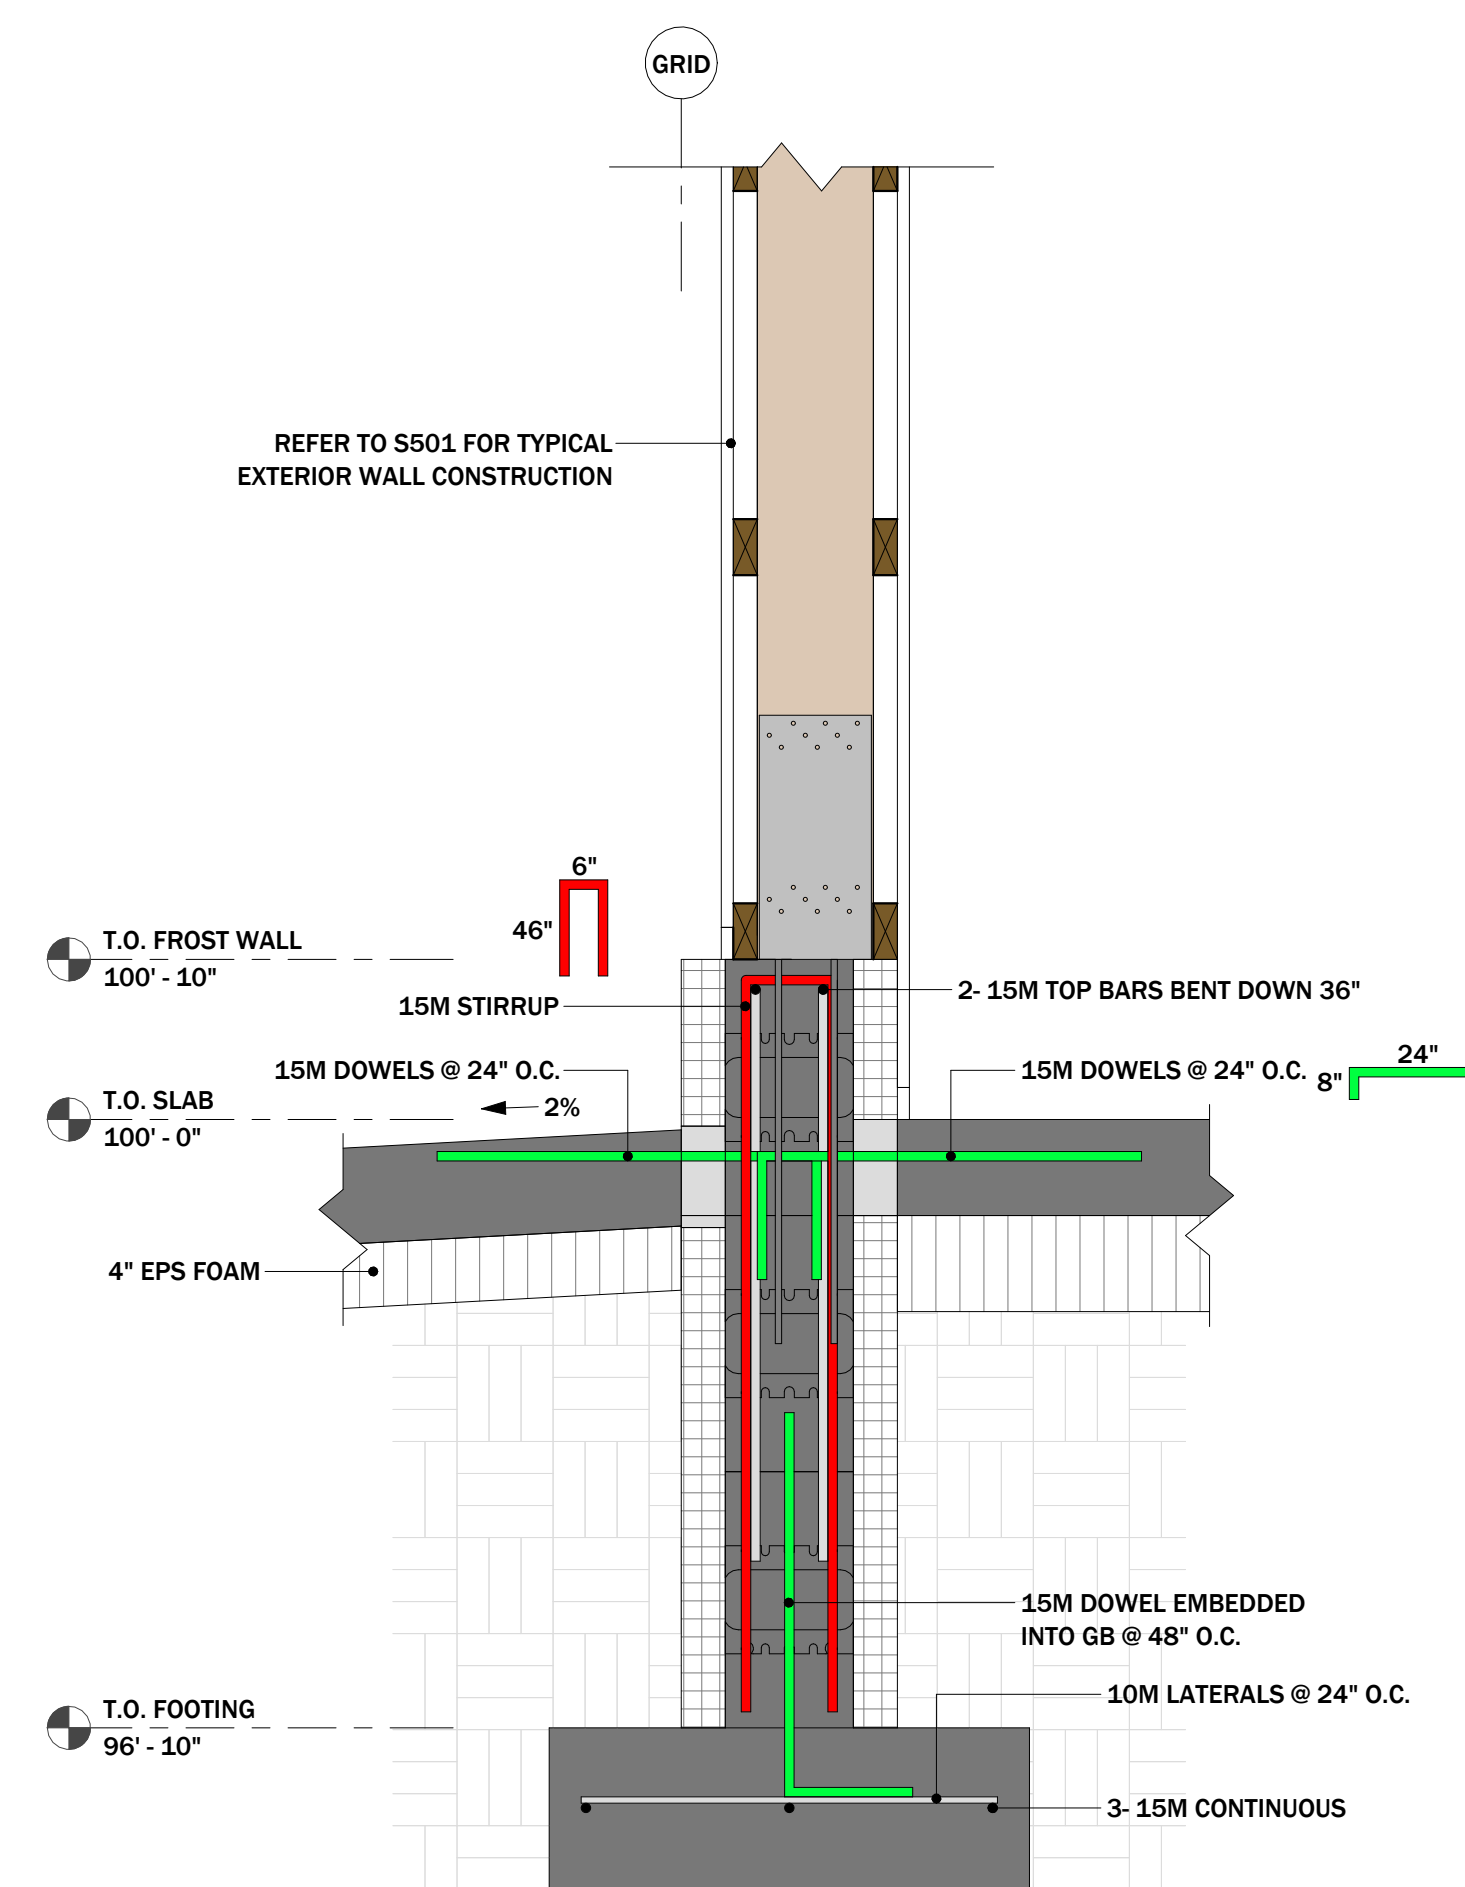 GRID
REFER TO S501 FOR TYPICAL
EXTERIOR WALL CONSTRUCTION
6"
46"
T.O. FROST WALL
100' - 10"
15M STIRRUP
2- 15M TOP BARS BENT DOWN 36"
15M DOWELS @ 24" O.C.
15M DOWELS @ 24" O.C.
24"
8"
T.O. SLAB
100' - 0"
2%
4" EPS FOAM
15M DOWEL EMBEDDED
INTO GB @ 48" O.C.
10M LATERALS @ 24" O.C.
T.O. FOOTING
96' - 10"
3- 15M CONTINUOUS